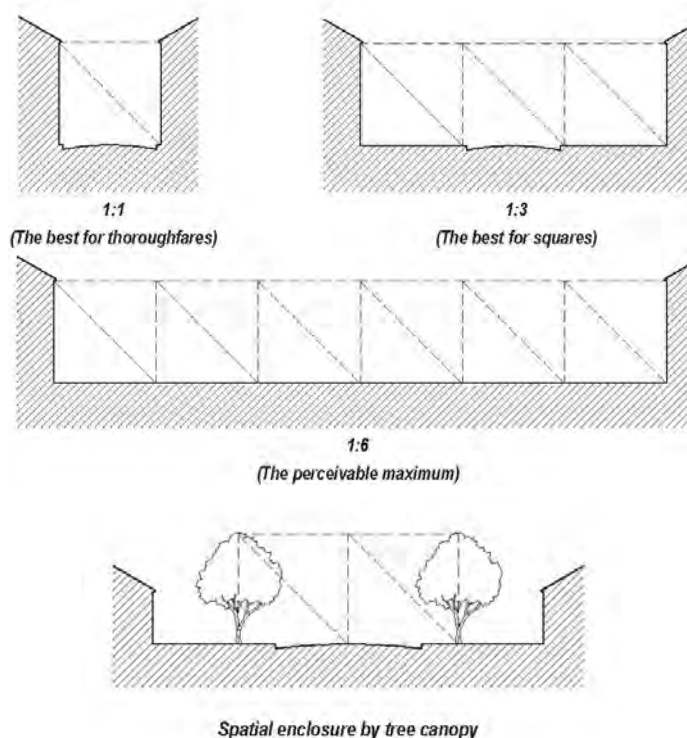 1:1
(The best for thoroughfares)
1:3
(The best for squares)
1:6
(The perceivable maximum)
Spatial enclosure by tree canopy